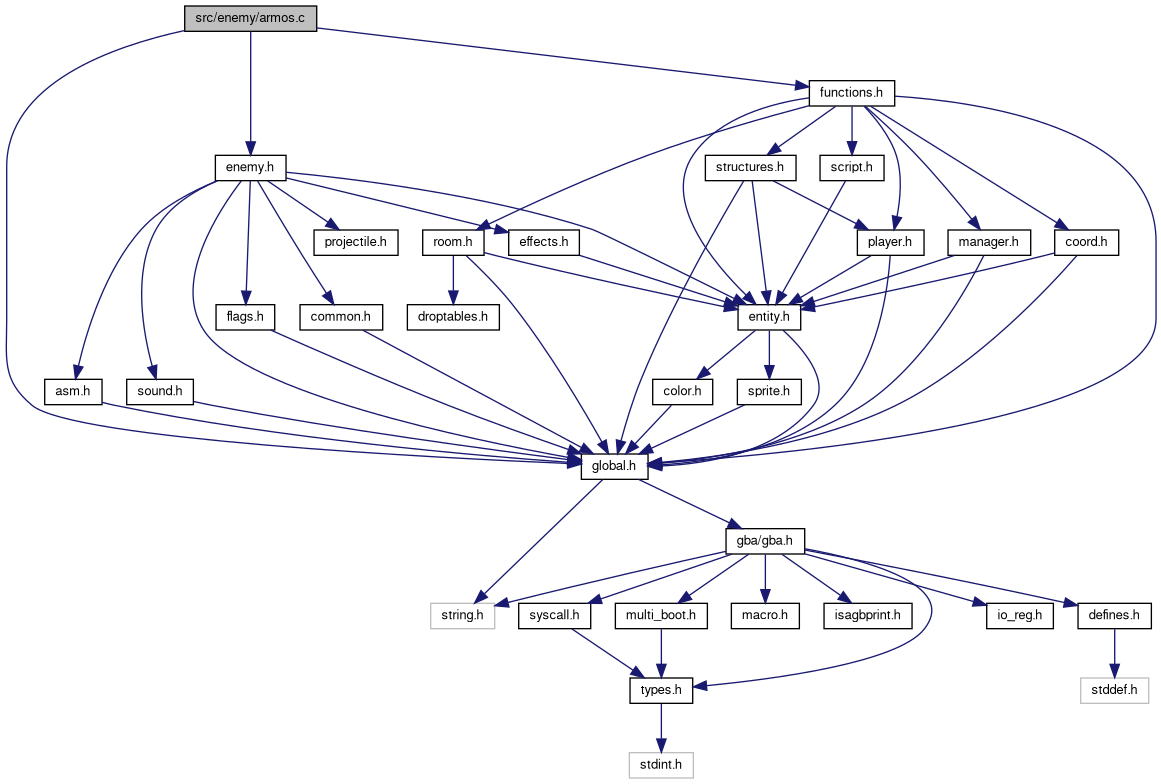 src/enemy/armos.c
functions.h
enemy.h
structures.h
script.h
projectile.h
room.h
effects.h
player.h
manager.h
coord.h
flags.h
common.h
droptables.h
entity.h
asm.h
sound.h
color.h
sprite.h
global.h
gba/gba.h
string.h
syscall.h
multi_boot.h
macro.h
isagbprint.h
io_reg.h
defines.h
types.h
stddef.h
stdint.h